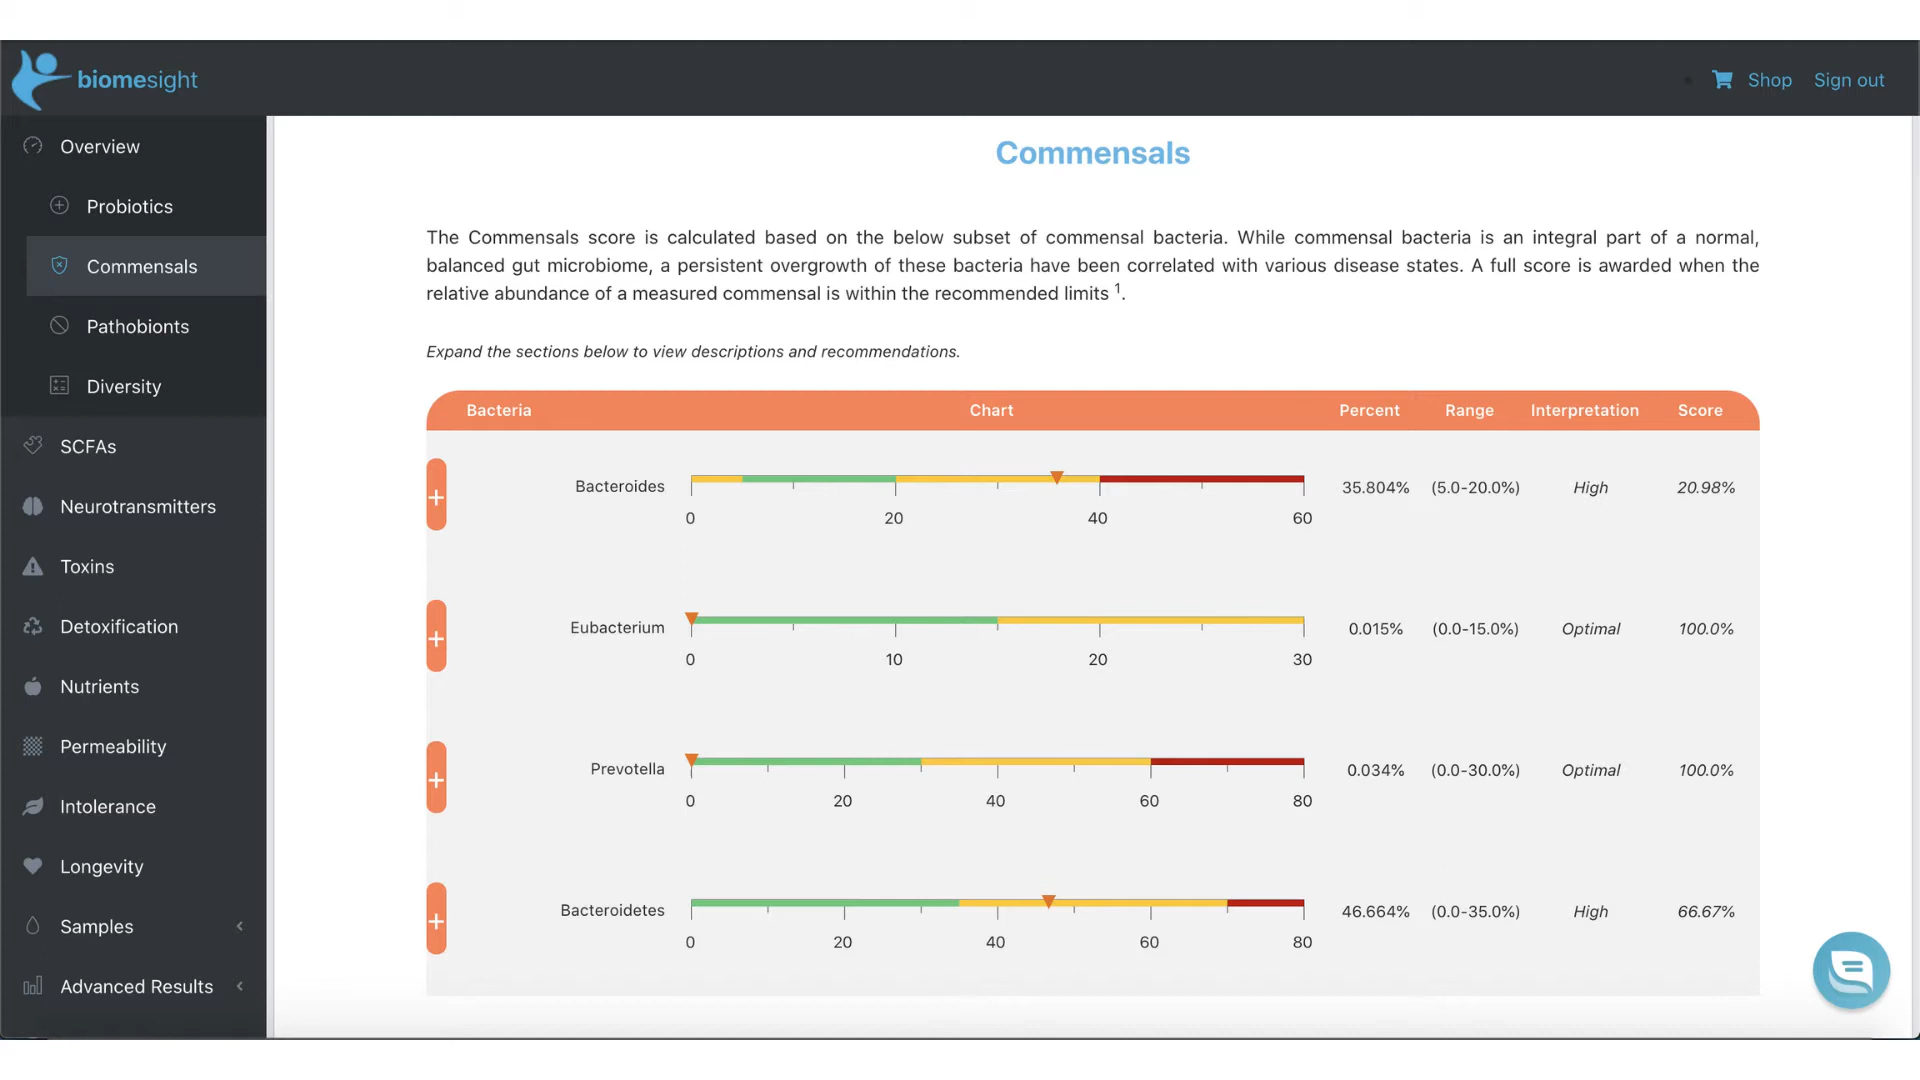 biomesight
Shop
Sign out
Overview
Probiotics
Commensals
Pathobionts
Diversity
SCFAs
Neurotransmitters
Toxins
Detoxification
Nutrients
Permeability
Intolerance
Longevity
Samples
Advanced Results
Commensals
The Commensals score is calculated based on the below subset of commensal bacteria. While commensal bacteria is an integral part of a normal,
balanced gut microbiome, a persistent overgrowth of these bacteria have been correlated with various disease states. A full score is awarded when the
relative abundance of a measured commensal is within the recommended limits 1.
Expand the sections below to view descriptions and recommendations.
Bacteria Chart Percent Range Interpretation Score
+ Bacteroides 35.804% (5.0-20.0%) High 20.98%
0 20 40 60
+ Eubacterium 0.015% (0.0-15.0%) Optimal 100.0%
0 10 20 30
+ Prevotella 0.034% (0.0-30.0%) Optimal 100.0%
0 20 40 60 80
+ Bacteroidetes 46.664% (0.0-35.0%) High 66.67%
0 20 40 60 80